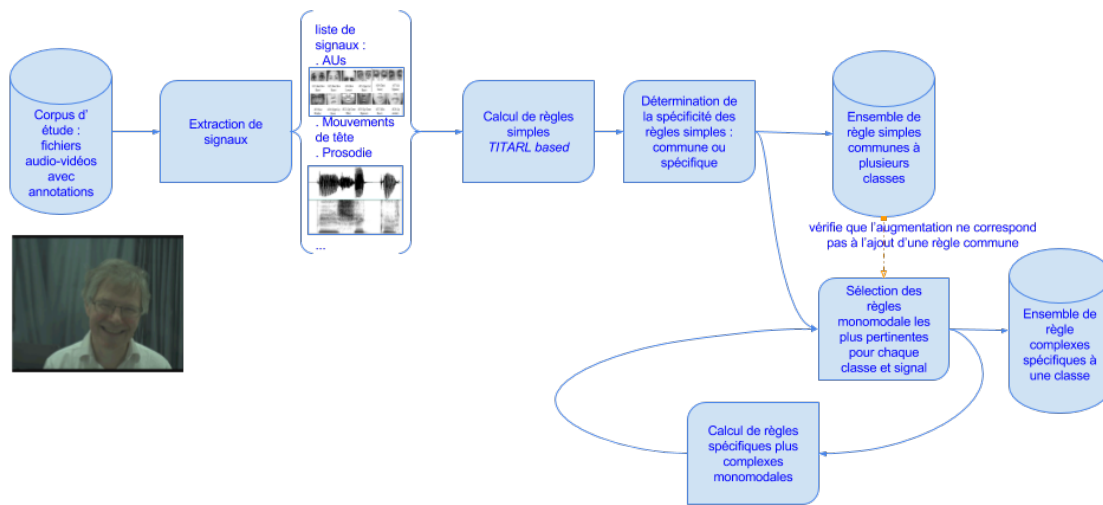 Corpus d'
étude :
fichiers
audio-vidéos
avec
annotations
Extraction de
signaux
liste de
signaux :
. AUs
. Mouvements
de tête
. Prosodie
...
Calcul de règles
simples
TITARL based
Détermination de
la spécificité des
règles simples :
commune ou
spécifique
Ensemble de
règle simples
communes à
plusieurs
classes
vérifie que l'augmentation ne correspond
pas à l'ajout d'une règle commune
Sélection des
règles
monomodale les
plus pertinentes
pour chaque
classe et signal
Ensemble de
règle
complexes
spécifiques à
une classe
Calcul de règles
spécifiques plus
complexes
monomodales